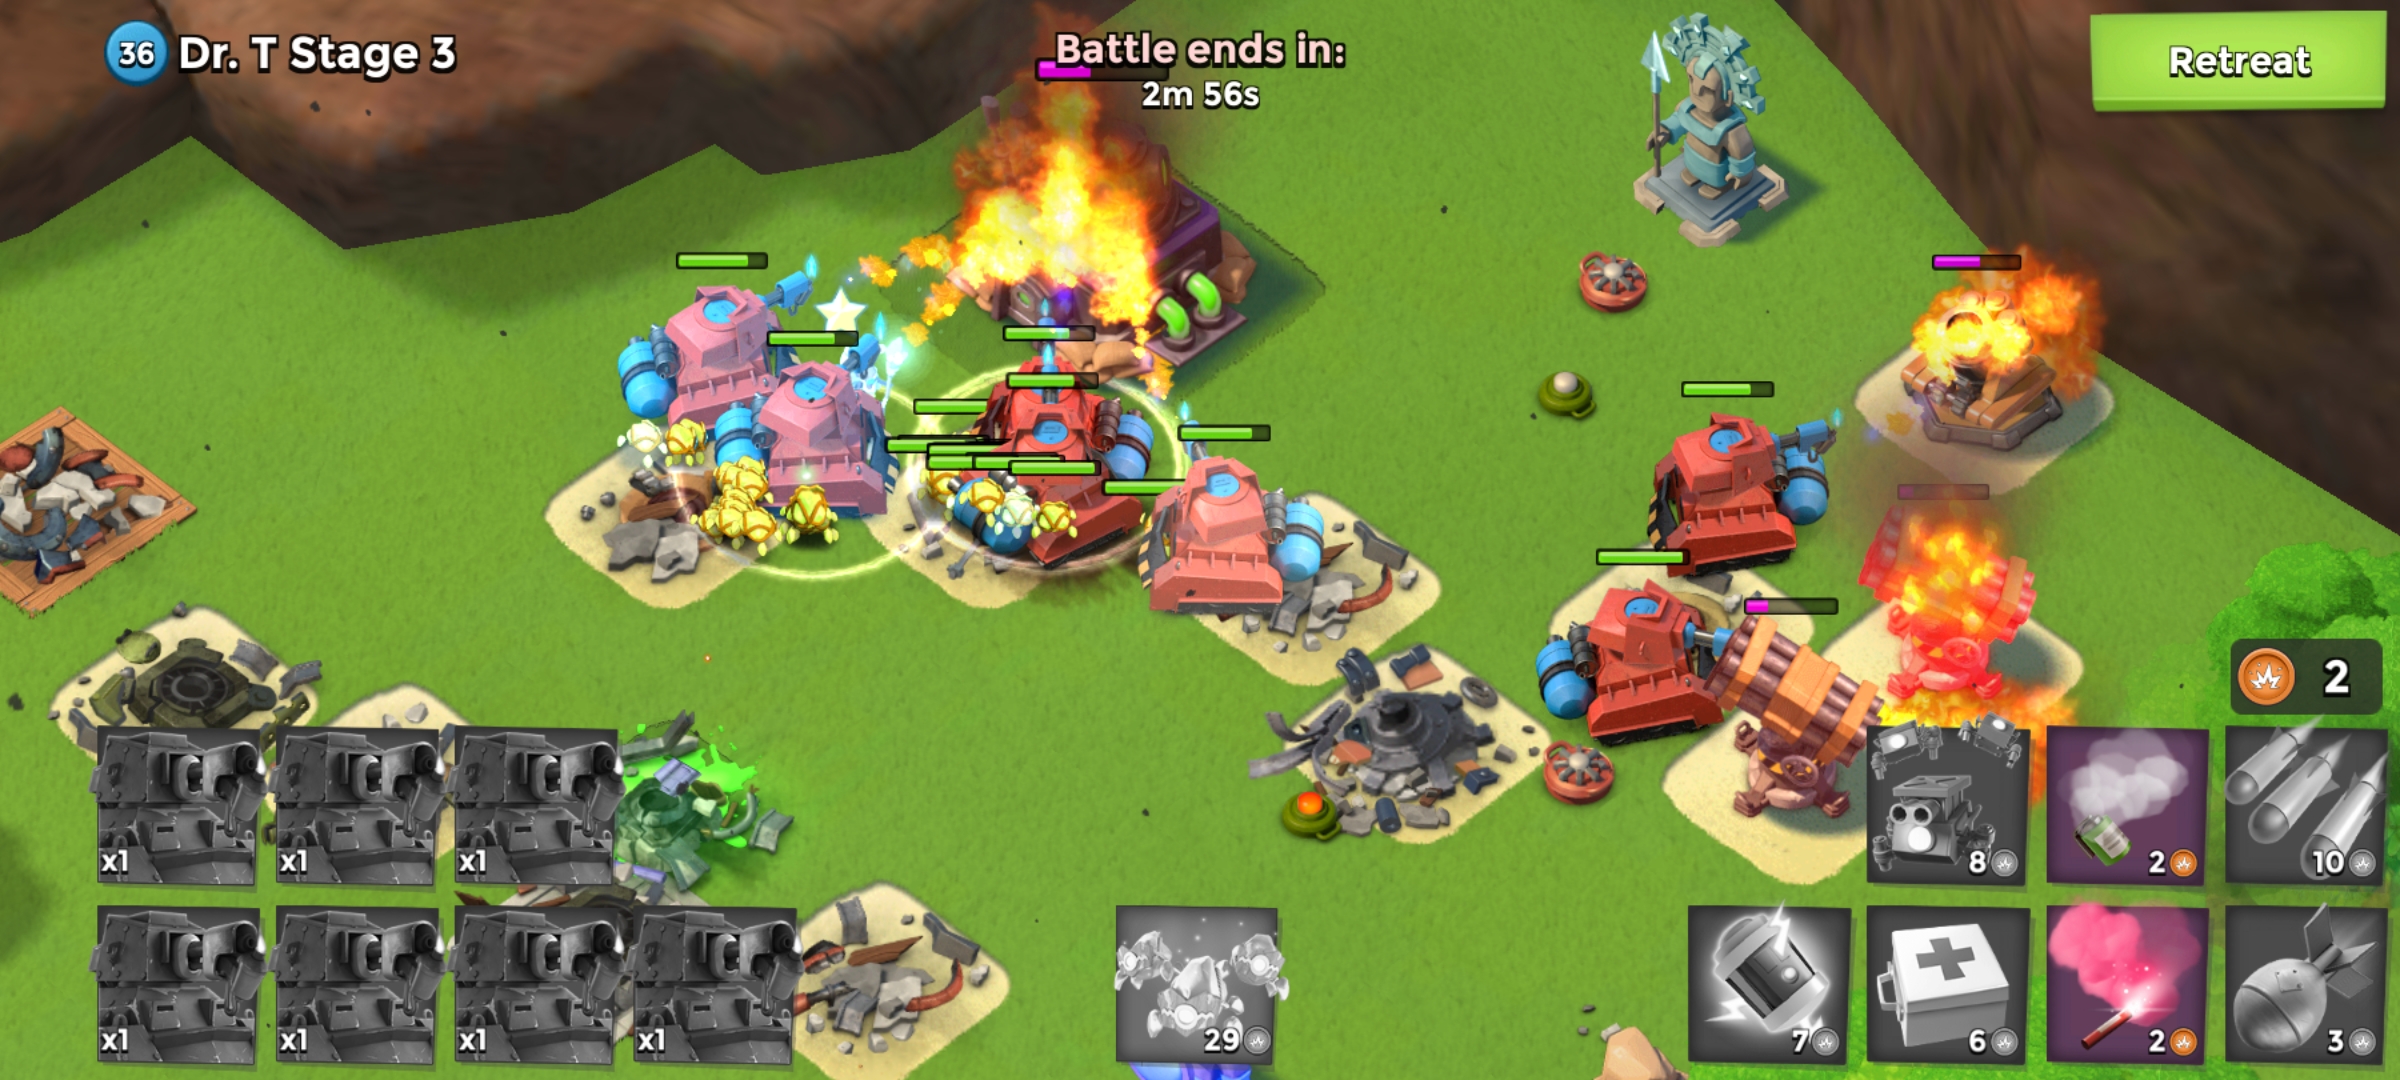 36 Dr. T Stage 3
Battle ends in:
2m 56s
Retreat
2
x1 x1 x1
8 2 10
x1 x1 x1 x1
29
7 6 2 3